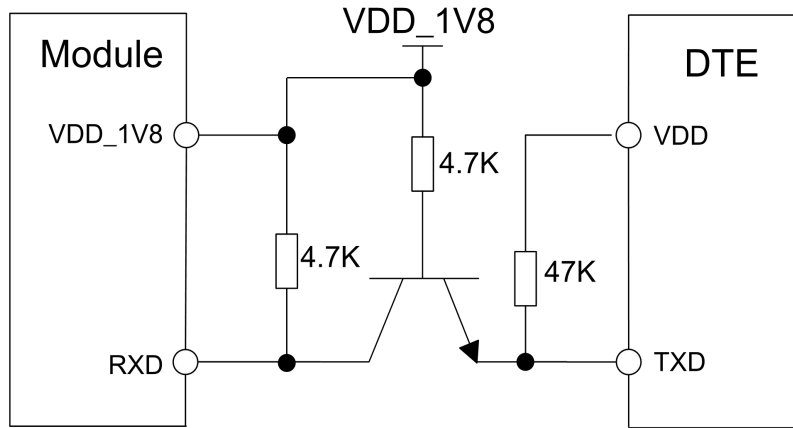 VDD_1V8
Module
DTE
VDD_1V8
VDD
4.7K
4.7K
47K
RXD
TXD